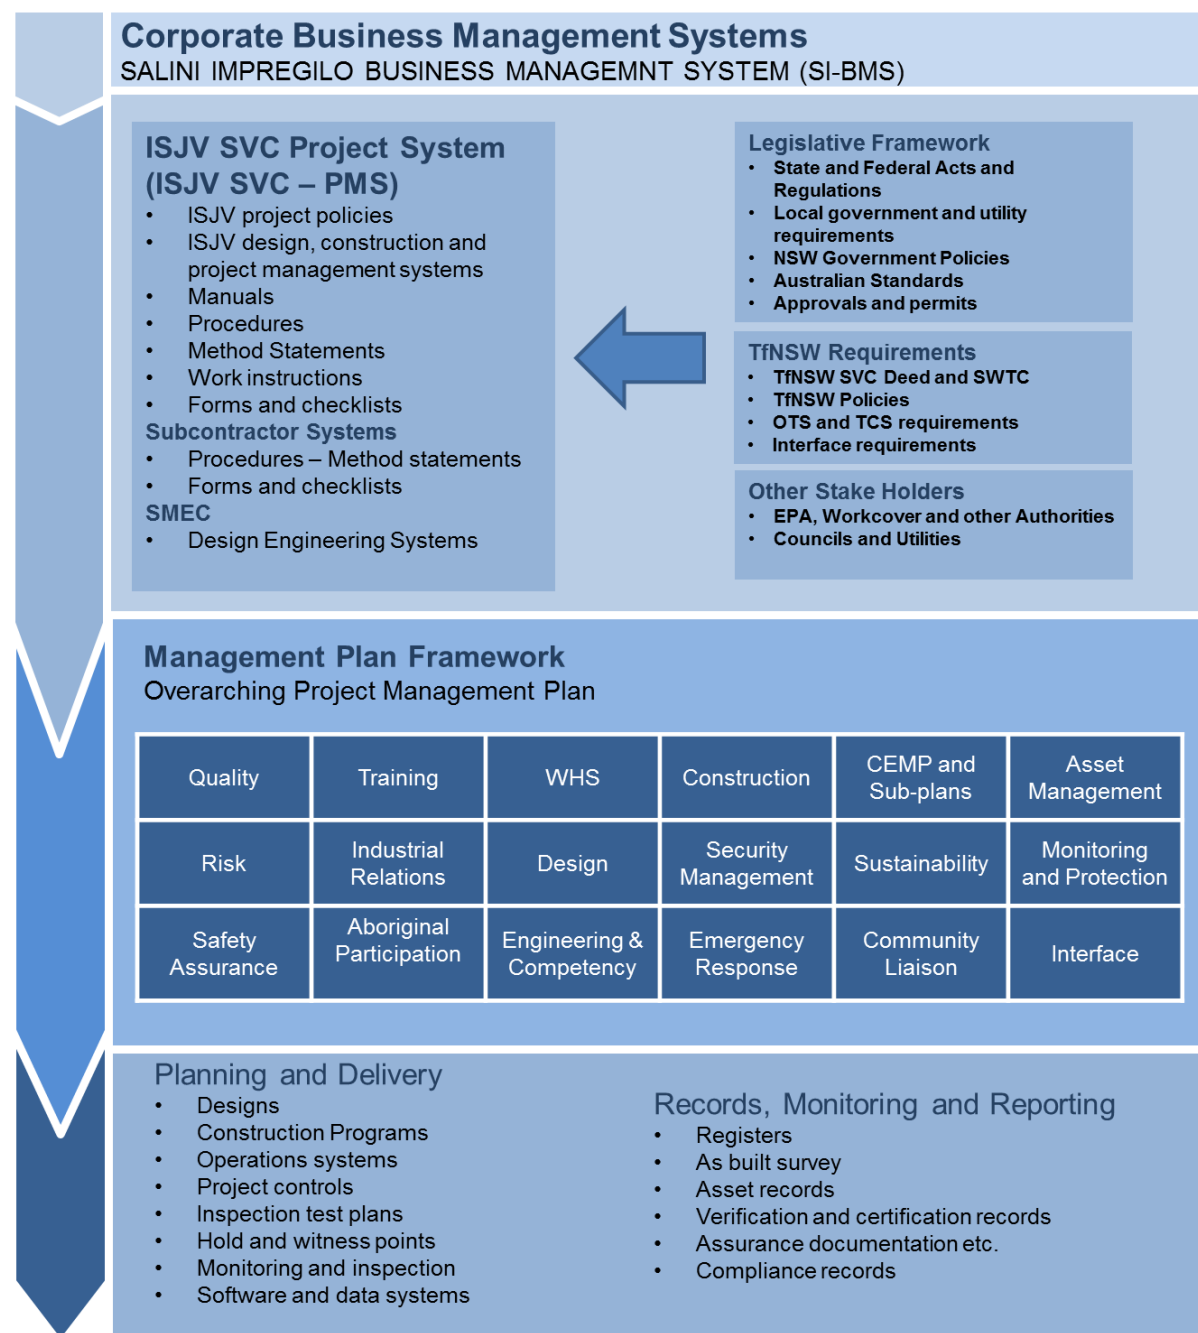 Corporate Business Management Systems
SALINI IMPREGILO BUSINESS MANAGEMNT SYSTEM (SI-BMS)
ISJV SVC Project System
(ISJV SVC – PMS)
• ISJV project policies
• ISJV design, construction and
project management systems
• Manuals
• Procedures
• Method Statements
• Work instructions
• Forms and checklists
Subcontractor Systems
• Procedures – Method statements
• Forms and checklists
SMEC
• Design Engineering Systems
Legislative Framework
• State and Federal Acts and
Regulations
• Local government and utility
requirements
• NSW Government Policies
• Australian Standards
• Approvals and permits
TfNSW Requirements
• TfNSW SVC Deed and SWTC
• TfNSW Policies
• OTS and TCS requirements
• Interface requirements
Other Stake Holders
• EPA, Workcover and other Authorities
• Councils and Utilities
Management Plan Framework
Overarching Project Management Plan
Quality
Training
WHS
Construction
CEMP and
Sub-plans
Asset
Management
Risk
Industrial
Relations
Design
Security
Management
Sustainability
Monitoring
and Protection
Safety
Assurance
Aboriginal
Participation
Engineering &
Competency
Emergency
Response
Community
Liaison
Interface
Planning and Delivery
• Designs
• Construction Programs
• Operations systems
• Project controls
• Inspection test plans
• Hold and witness points
• Monitoring and inspection
• Software and data systems
Records, Monitoring and Reporting
• Registers
• As built survey
• Asset records
• Verification and certification records
• Assurance documentation etc.
• Compliance records